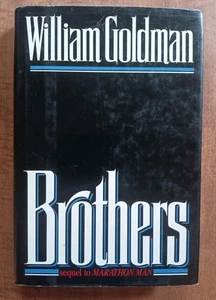 William Goldman
Brothers
sequel to MARATHON MAN